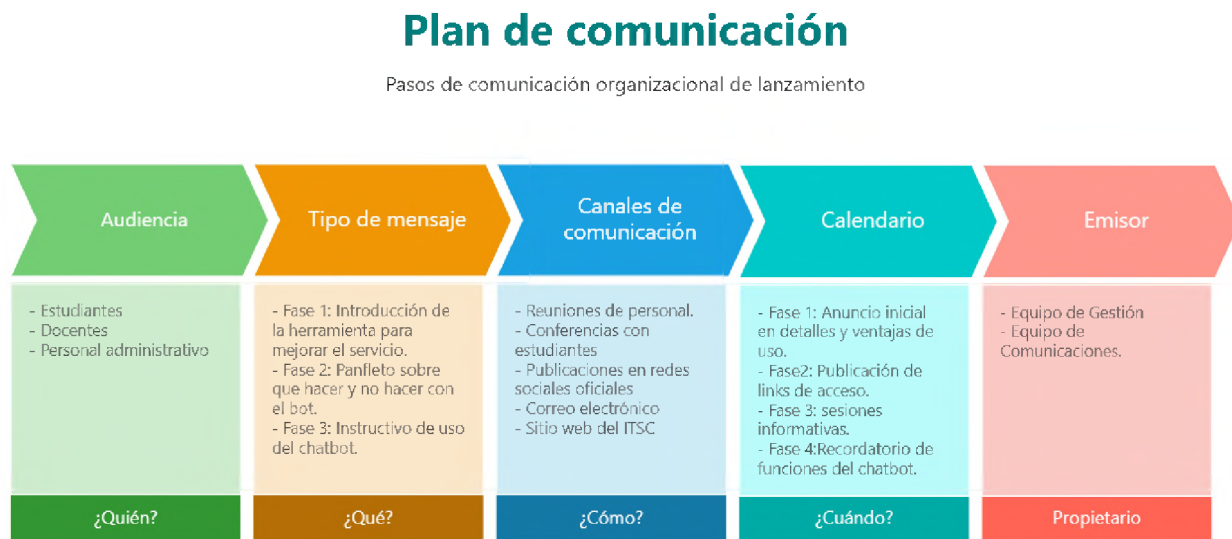 Plan de comunicación
Pasos de comunicación organizacional de lanzamiento
Audiencia
- Estudiantes
- Docentes
- Personal administrativo
¿Quién?
Tipo de mensaje
- Fase 1: Introducción de
la herramienta para
mejorar el servicio.
- Fase 2: Panfleto sobre
que hacer y no hacer con
el bot.
- Fase 3: Instructivo de uso
del chatbot.
¿Qué?
Canales de
comunicación
- Reuniones de personal.
- Conferencias con
estudiantes
- Publicaciones en redes
sociales oficiales
- Correo electrónico
- Sitio web del ITSC
¿Cómo?
Calendario
- Fase 1: Anuncio inicial
en detalles y ventajas de
uso.
- Fase2: Publicación de
links de acceso.
- Fase 3: sesiones
informativas.
- Fase 4:Recordatorio de
funciones del chatbot.
¿Cuándo?
Emisor
- Equipo de Gestión
- Equipo de
Comunicaciones.
Propietario